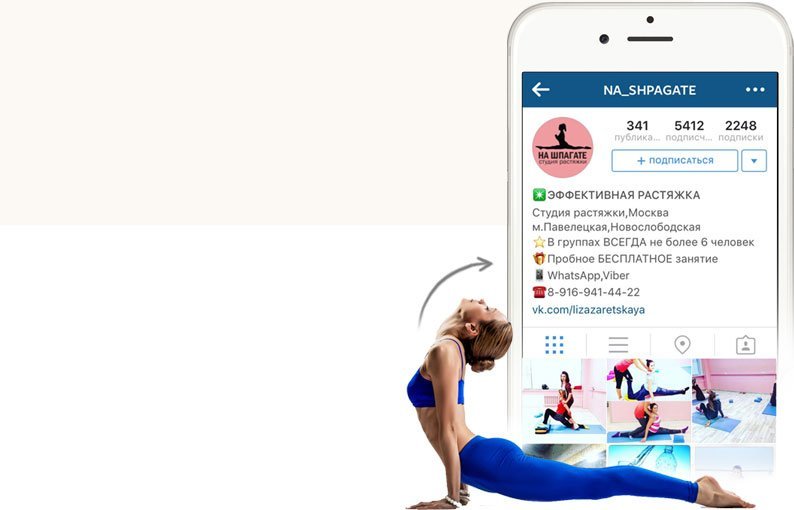 NA_SHPAGATE
341 5412 2248
публика... подписч... подписки
НА ШПАГАТЕ
студия растяжки
+ ПОДПИСАТЬСЯ
ЭФФЕКТИВНАЯ РАСТЯЖКА
Студия растяжки,Москва
м.Павелецкая,Новослободская
В группах ВСЕГДА не более 6 человек
Пробное БЕСПЛАТНОЕ занятие
WhatsApp,Viber
8-916-941-44-22
vk.com/lizazaretskaya